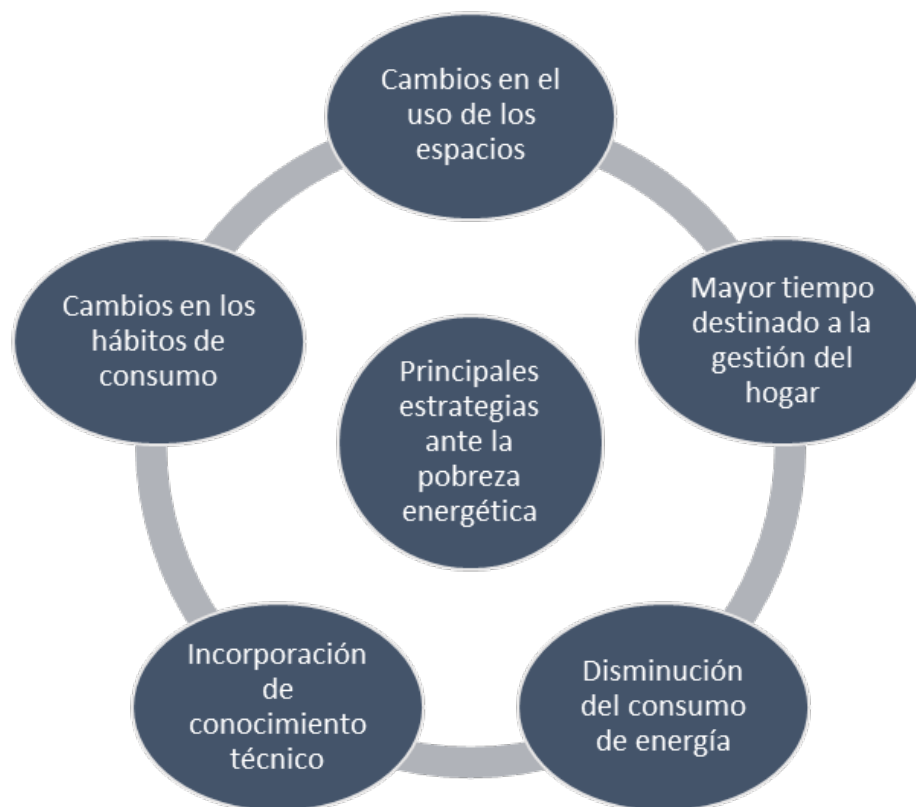 Cambios en el
uso de los
espacios
Mayor tiempo
destinado a la
gestión del
hogar
Disminución
del consumo
de energía
Incorporación
de
conocimiento
técnico
Cambios en los
hábitos de
consumo
Principales
estrategias
ante la
pobreza
energética